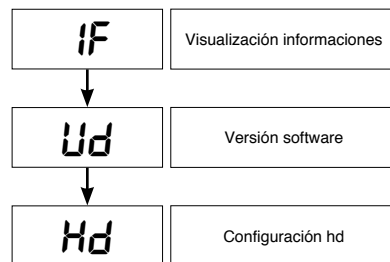 IF
Visualización informaciones
Ud
Versión software
Hd
Configuración hd